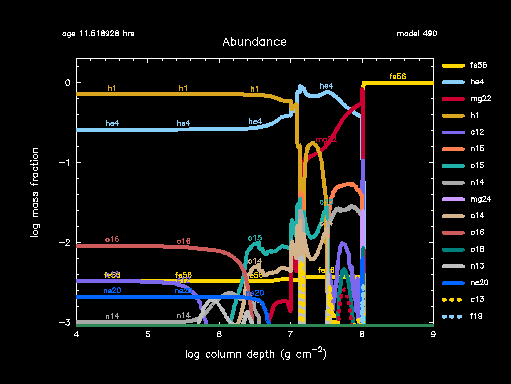 age 11.518928 hrs
model 490
Abundance
fe56
he4
mg22
h1
c12
n15
o15
n14
mg24
o14
o16
o18
n13
ne20
c13
f19
h1 h1 h1
he4 he4 he4
he4
fe56
mg22
o15
o16 o16
fe56 fe56 fe56 fe56
ne20 ne20 ne20
n14 n14
0
−1
−2
−3
4 5 6 7 8 9
log mass fraction
log column depth (g cm−2)